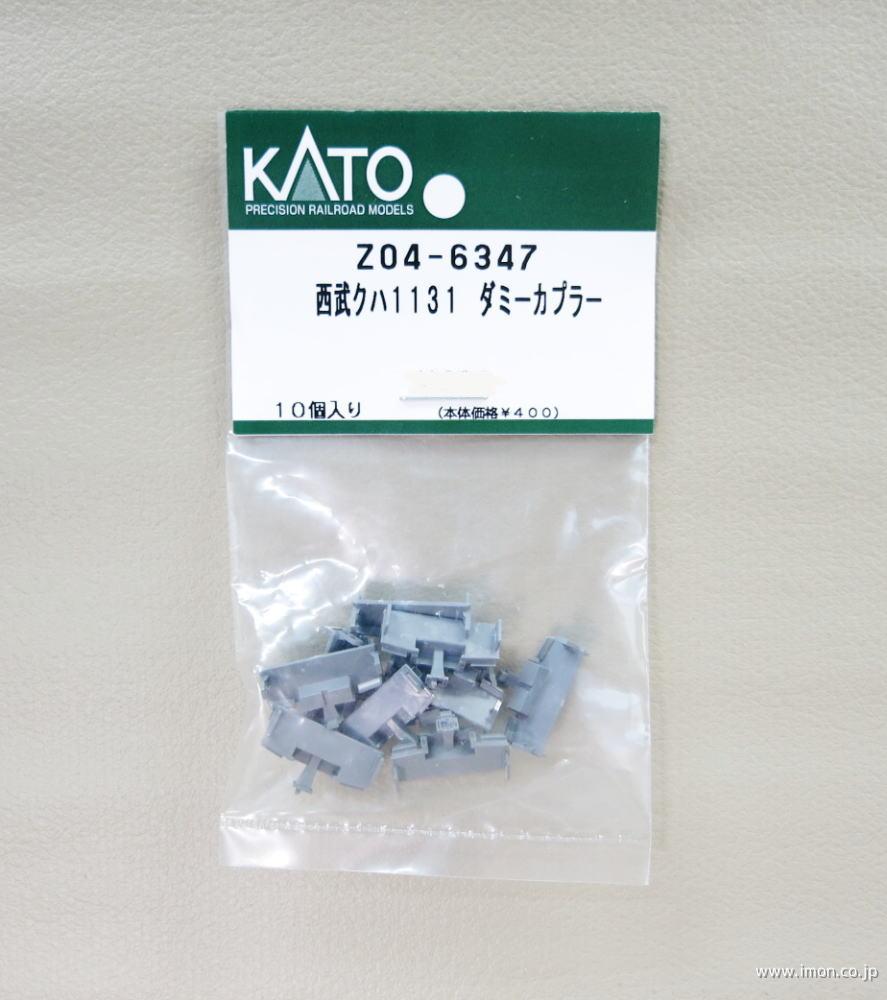 KATO
PRECISION RAILROAD MODELS
Z04-6347
西武クハ1131 ダミーカプラー
10個入り (本体価格¥400)
www.imon.co.jp